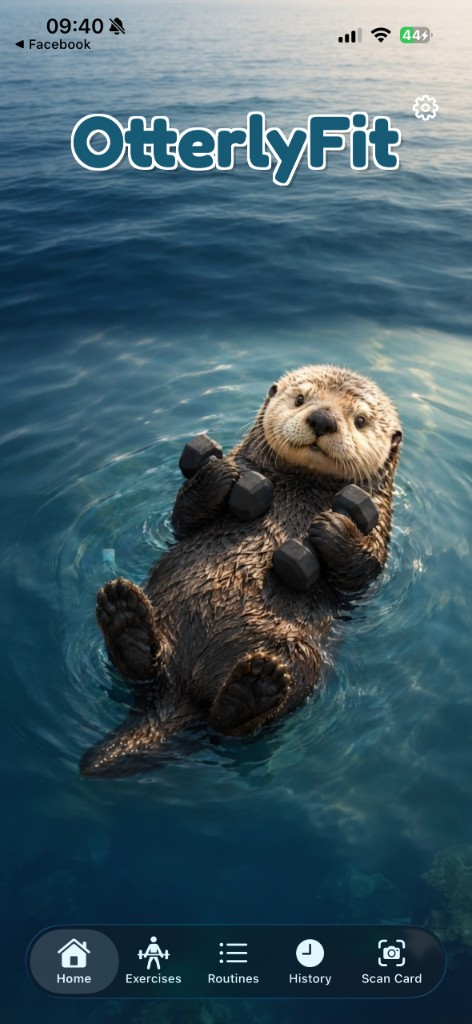 09:40
44
◀ Facebook
OtterlyFit
Home
Exercises
Routines
History
Scan Card